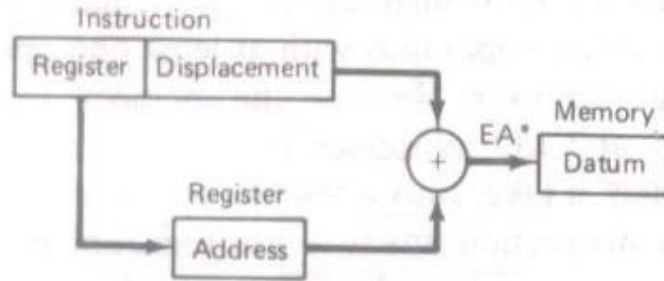 Instruction
Register Displacement
Memory
EA*
Datum
+
Register
Address